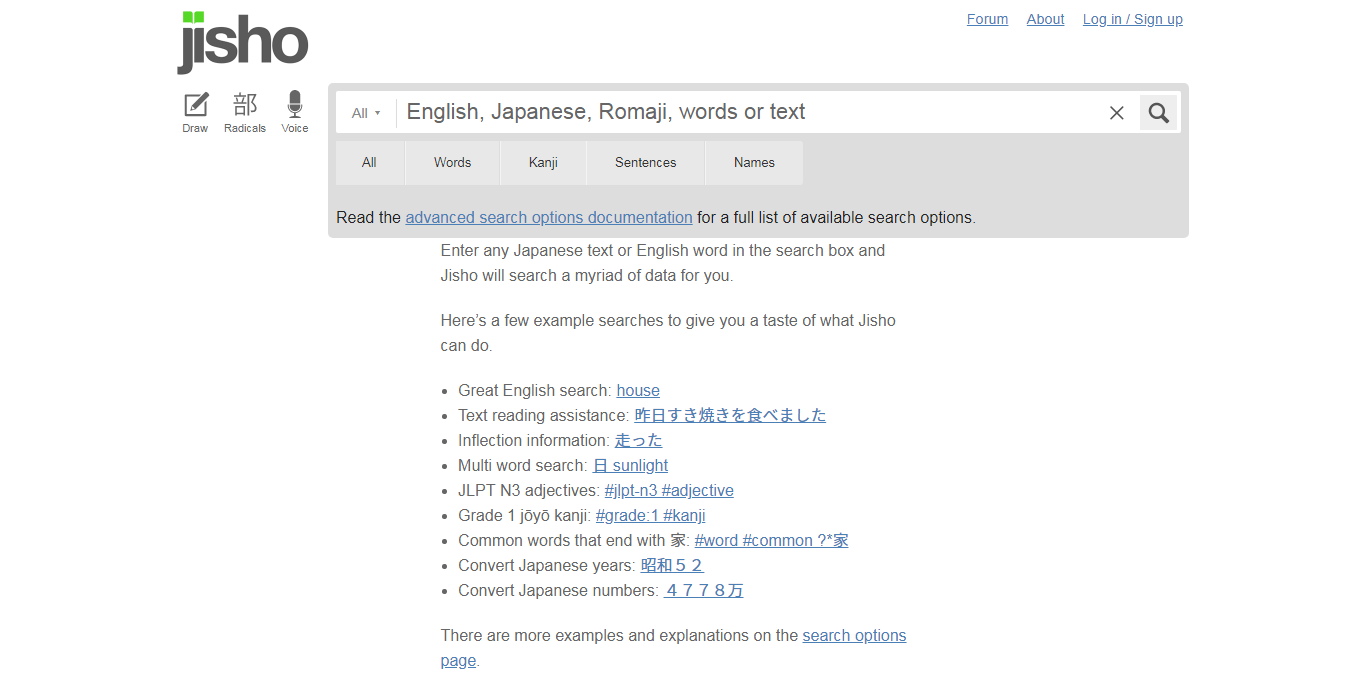 jisho
Forum About Log in / Sign up
部
Draw Radicals Voice
All English, Japanese, Romaji, words or text
All Words Kanji Sentences Names
Read the advanced search options documentation for a full list of available search options.
Enter any Japanese text or English word in the search box and
Jisho will search a myriad of data for you.
Here’s a few example searches to give you a taste of what Jisho
can do.
• Great English search: house
• Text reading assistance: 昨日すき焼きを食べました
• Inflection information: 走った
• Multi word search: 日 sunlight
• JLPT N3 adjectives: #jlpt-n3 #adjective
• Grade 1 jōyō kanji: #grade:1 #kanji
• Common words that end with 家: #word #common ?*家
• Convert Japanese years: 昭和５２
• Convert Japanese numbers: ４７７８万
There are more examples and explanations on the search options
page.